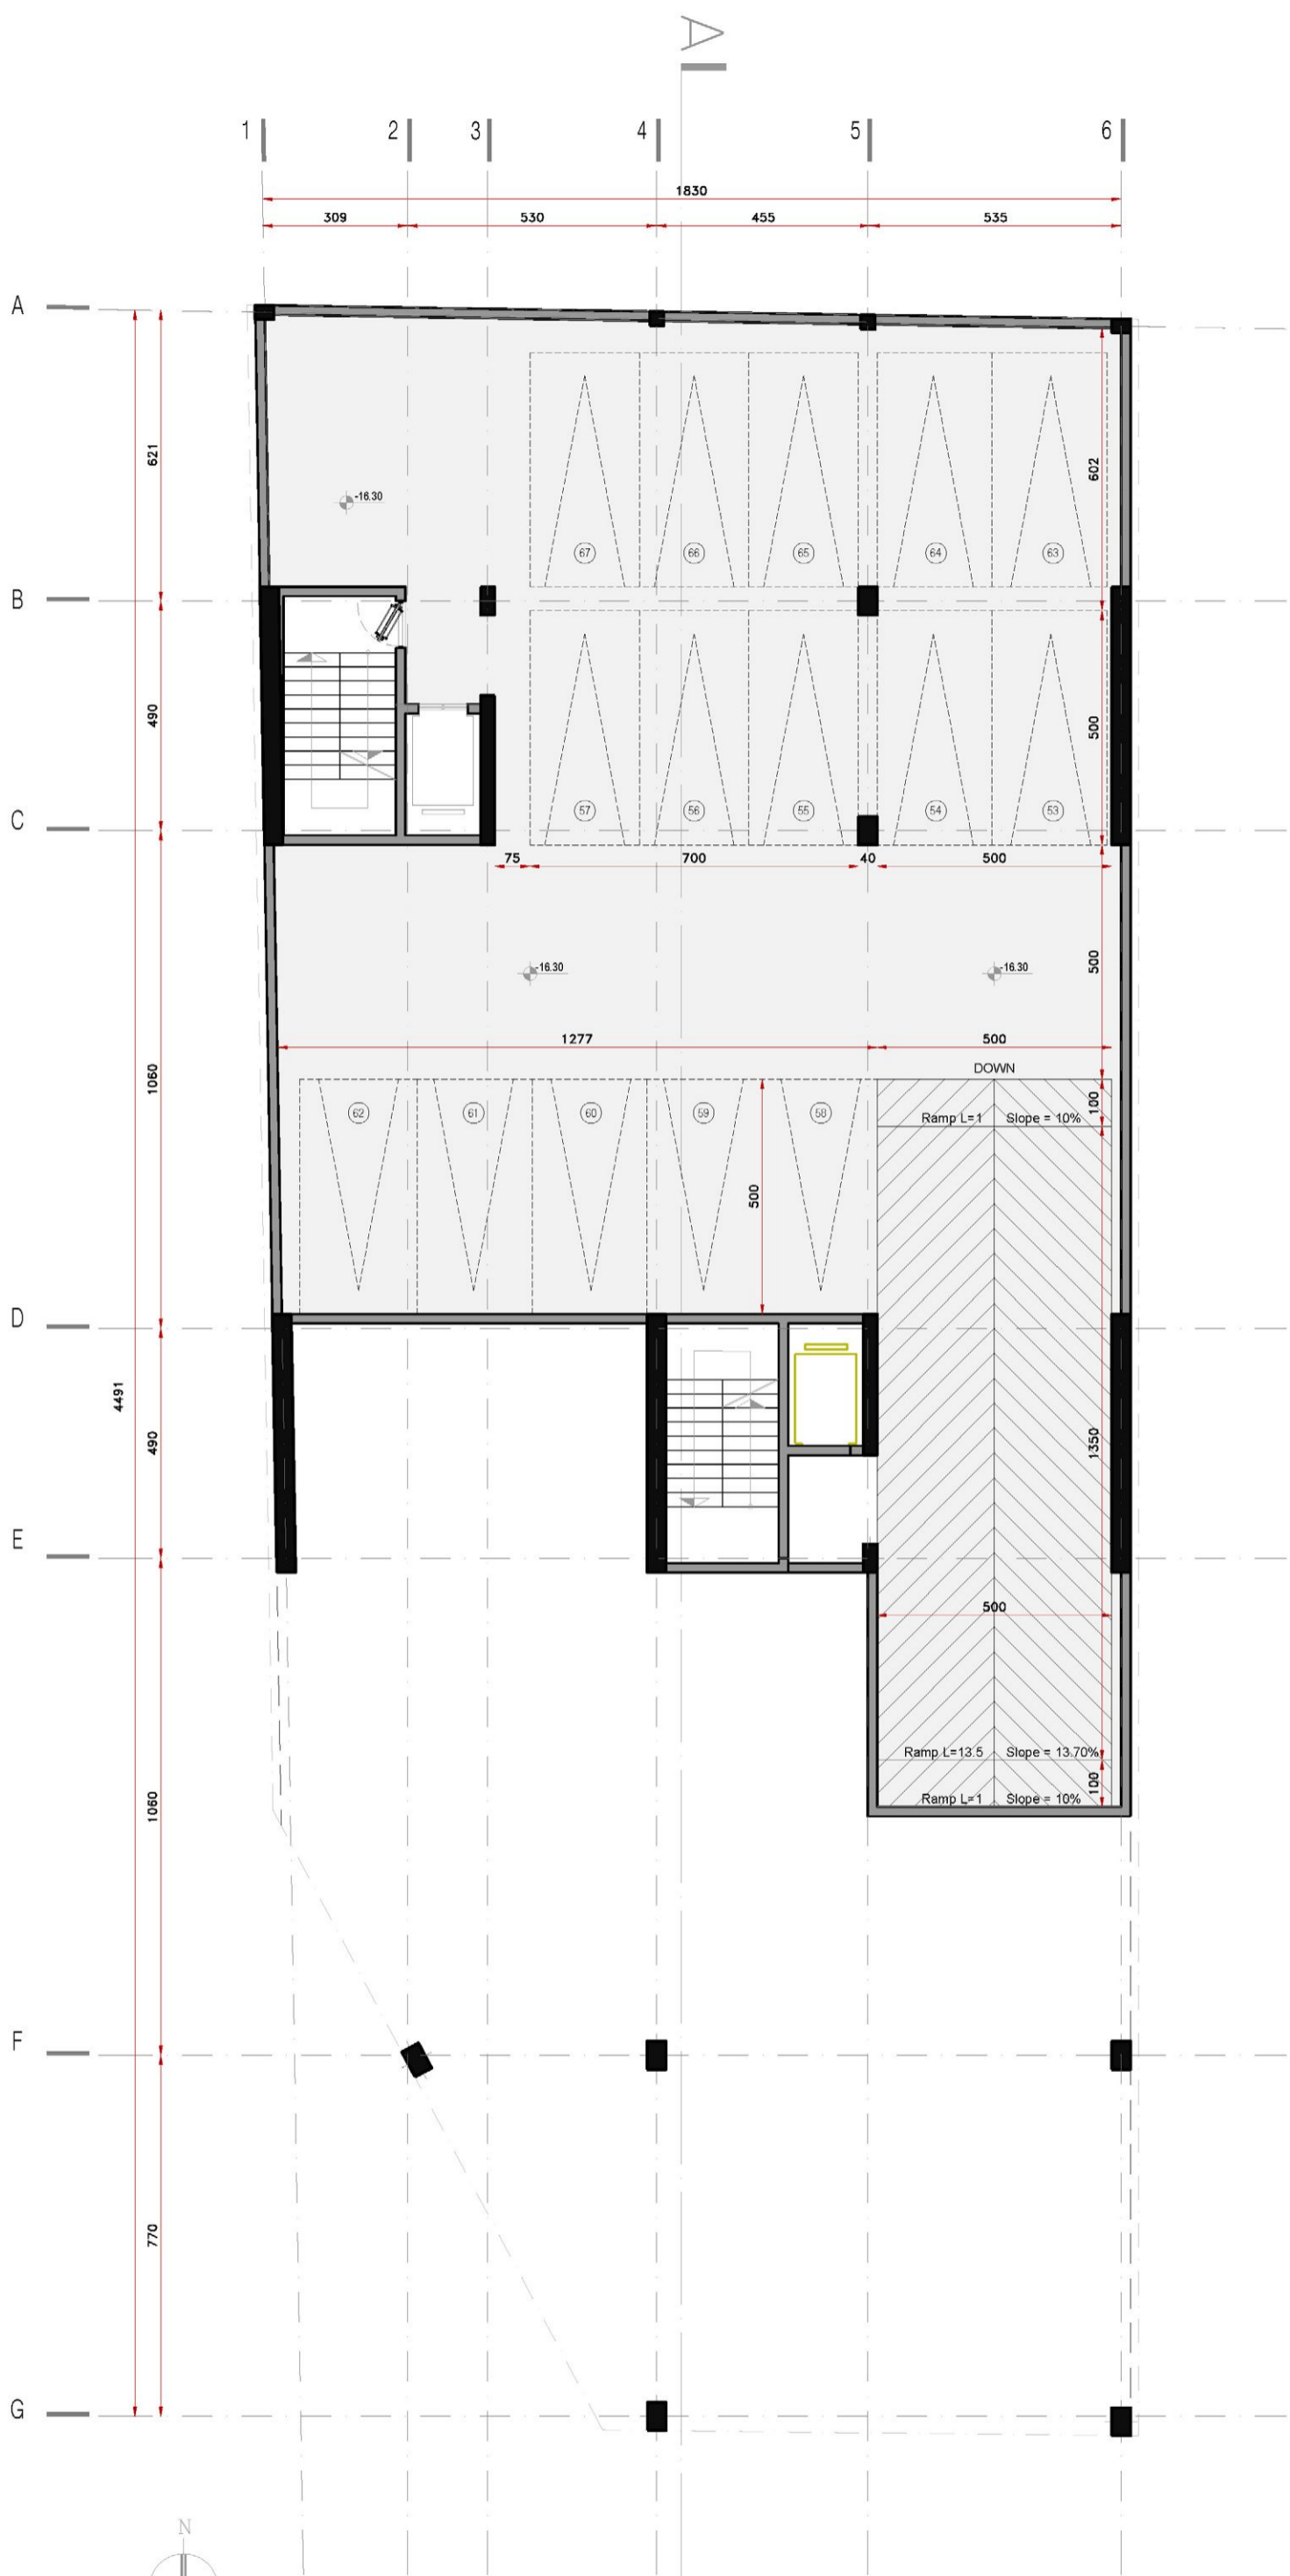 A
1 2 3 4 5 6
1830
309 530 455 535
A
621
602
-16.30
67 66 65 64 63
B
490
500
57 56 55 54 53
C
75 700 40 500
500
-16.30 -16.30
1277 500
1060
DOWN
100
62 61 60 59 58
Ramp L=1 Slope = 10%
500
D
4491
490
1350
E
500
Ramp L=13.5 Slope = 13.70%
100
Ramp L=1 Slope = 10%
1060
F
770
G
N